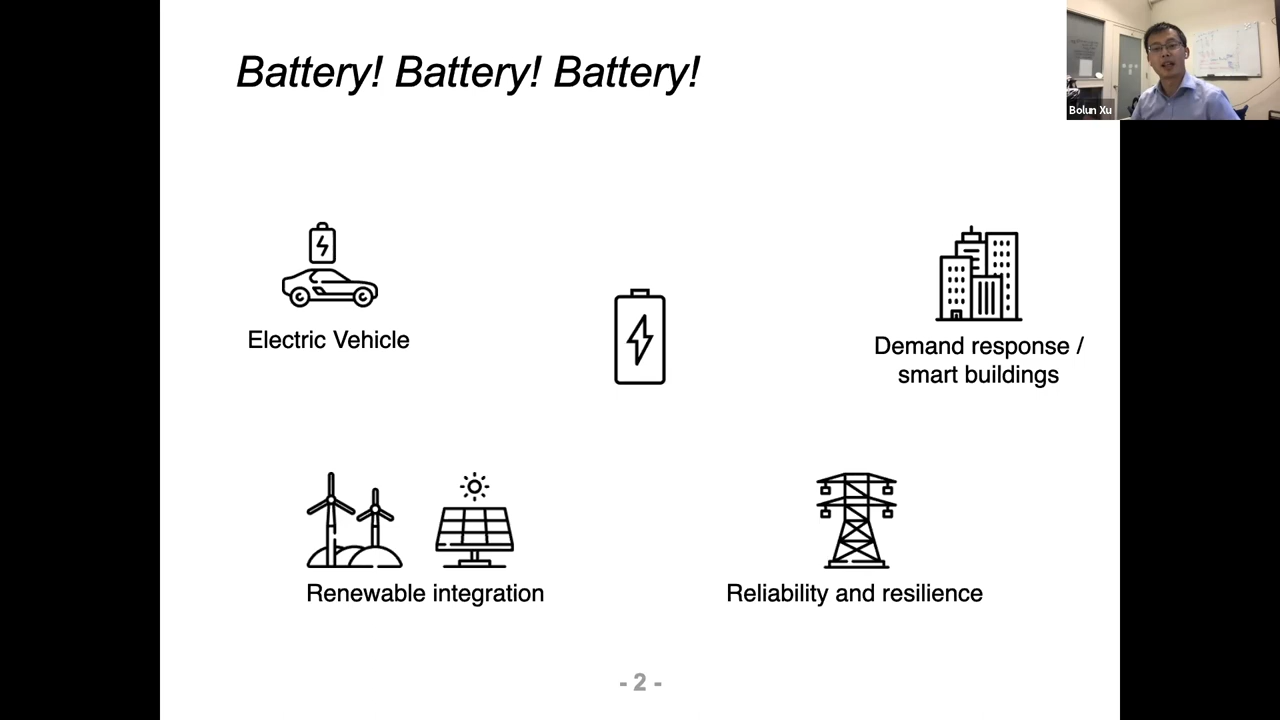 Battery! Battery! Battery!
Bolun Xu
Electric Vehicle
Demand response /
smart buildings
Renewable integration
Reliability and resilience
- 2 -